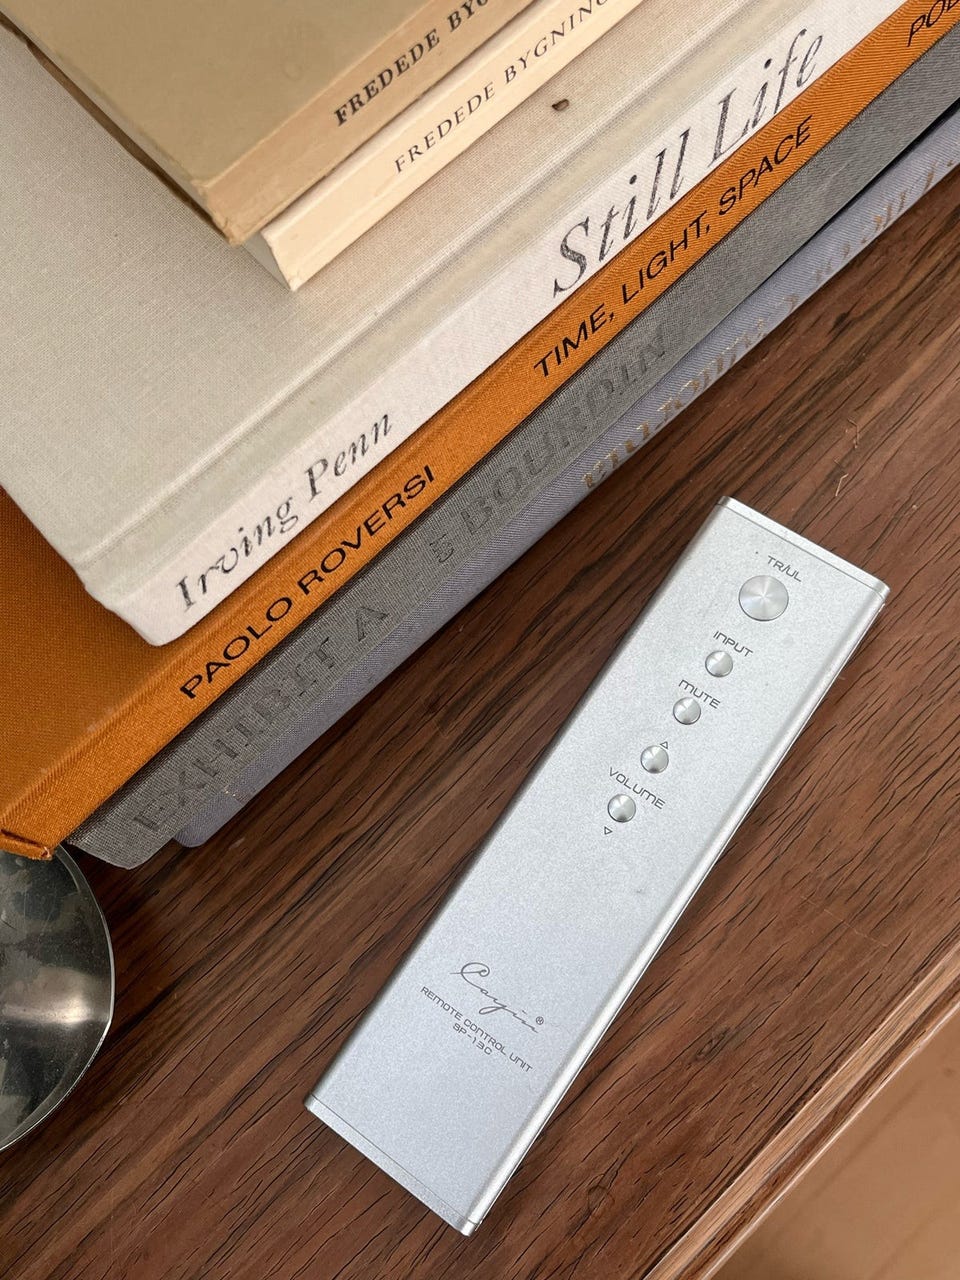 FREDEDE
FREDEDE BYGNING
Irving Penn Still Life
PAOLO ROVERSI TIME, LIGHT, SPACE
EXHIBIT A BOURDIN
TR/UL
INPUT
MUTE
△
VOLUME
▽
Cayin®
REMOTE CONTROL UNIT
SP-13C